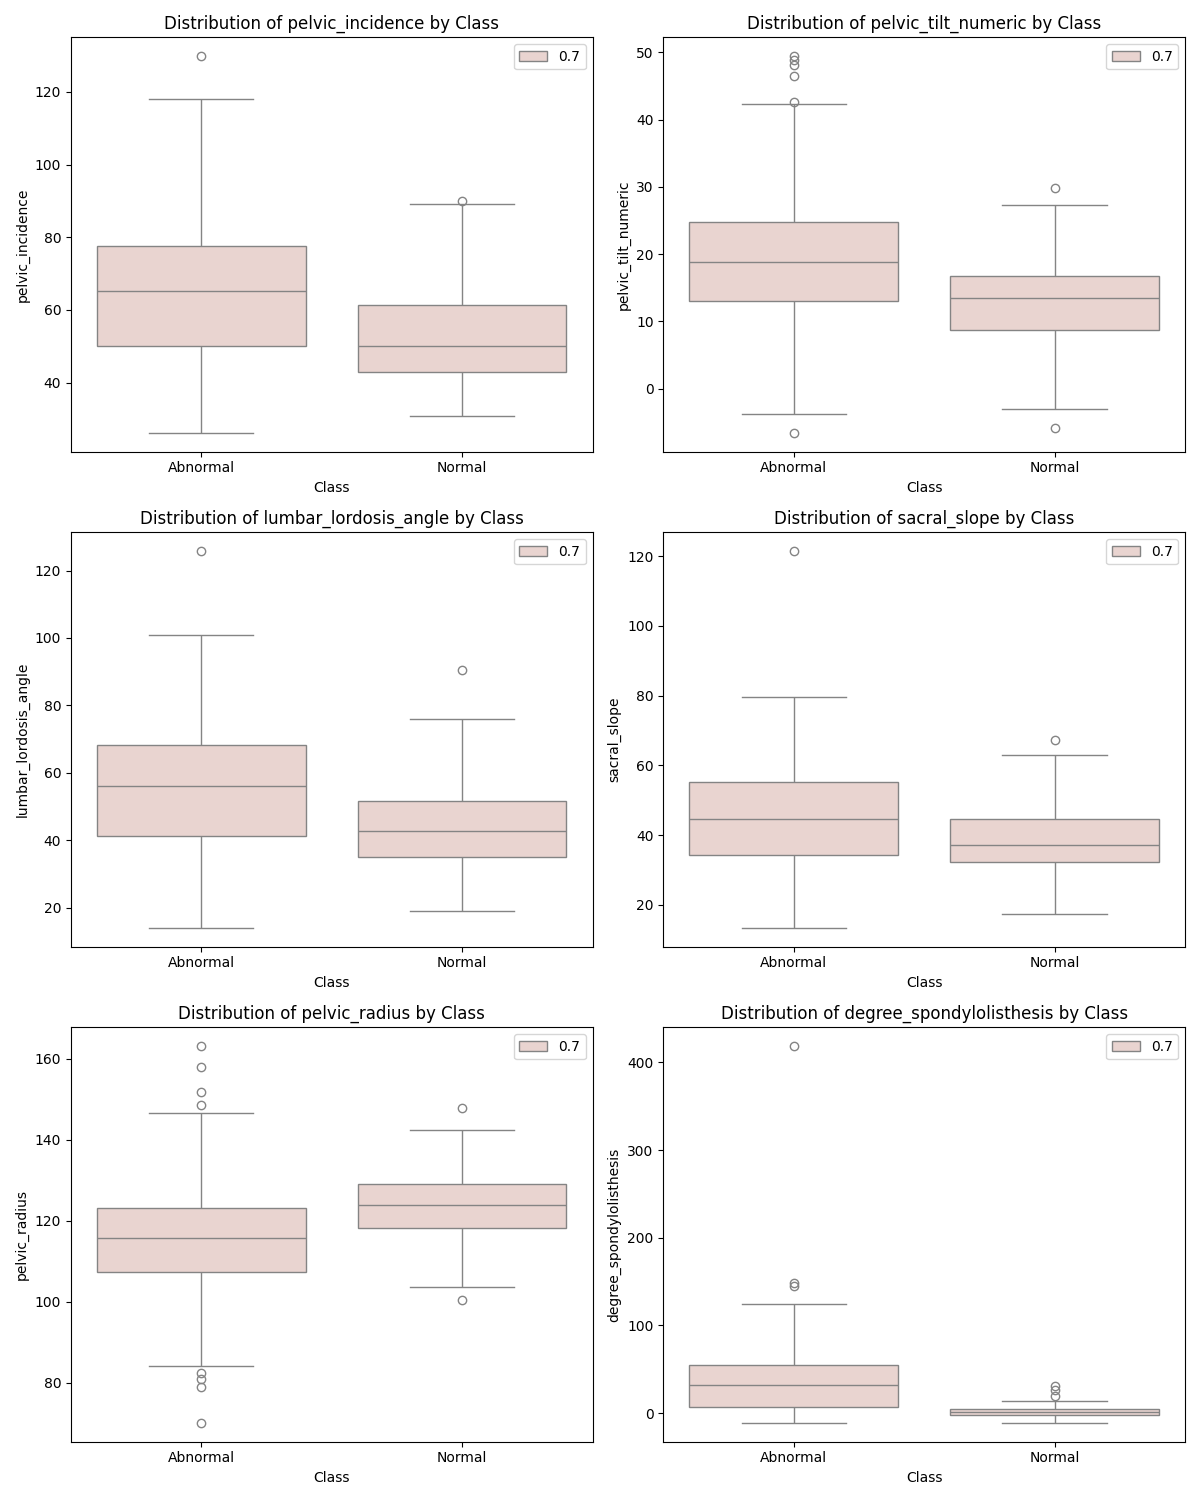 Distribution of pelvic_incidence by Class
0.7
120
100
80
60
40
pelvic_incidence
Abnormal
Normal
Class
Distribution of pelvic_tilt_numeric by Class
0.7
50
40
30
20
10
0
pelvic_tilt_numeric
Abnormal
Normal
Class
Distribution of lumbar_lordosis_angle by Class
0.7
120
100
80
60
40
20
lumbar_lordosis_angle
Abnormal
Normal
Class
Distribution of sacral_slope by Class
0.7
120
100
80
60
40
20
sacral_slope
Abnormal
Normal
Class
Distribution of pelvic_radius by Class
0.7
160
140
120
100
80
pelvic_radius
Abnormal
Normal
Class
Distribution of degree_spondylolisthesis by Class
0.7
400
300
200
100
0
degree_spondylolisthesis
Abnormal
Normal
Class